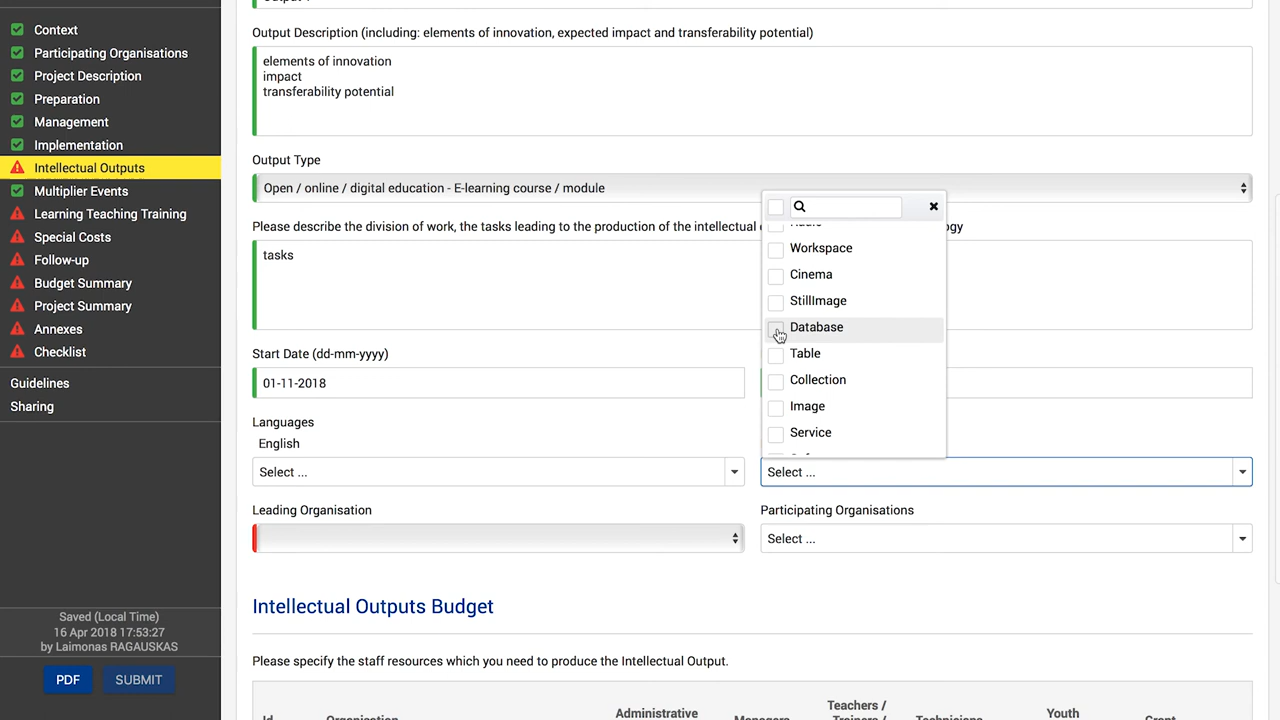 Context
Participating Organisations
Project Description
Preparation
Management
Implementation
Intellectual Outputs
Multiplier Events
Learning Teaching Training
Special Costs
Follow-up
Budget Summary
Project Summary
Annexes
Checklist
Guidelines
Sharing
Saved (Local Time)
16 Apr 2018 17:53:27
by Laimonas RAGAUSKAS
PDF
SUBMIT
Output Description (including: elements of innovation, expected impact and transferability potential)
elements of innovation
impact
transferability potential
Output Type
Open / online / digital education - E-learning course / module
Please describe the division of work, the tasks leading to the production of the intellectual
tasks
Start Date (dd-mm-yyyy)
01-11-2018
Languages
English
Select ...
Workspace
Cinema
StillImage
Database
Table
Collection
Image
Service
Select ...
Leading Organisation
Participating Organisations
Select ...
Intellectual Outputs Budget
Please specify the staff resources which you need to produce the Intellectual Output.
Id
Organisation
Administrative
Managers
Teachers /
Trainers /
Technicians
Youth
Grant